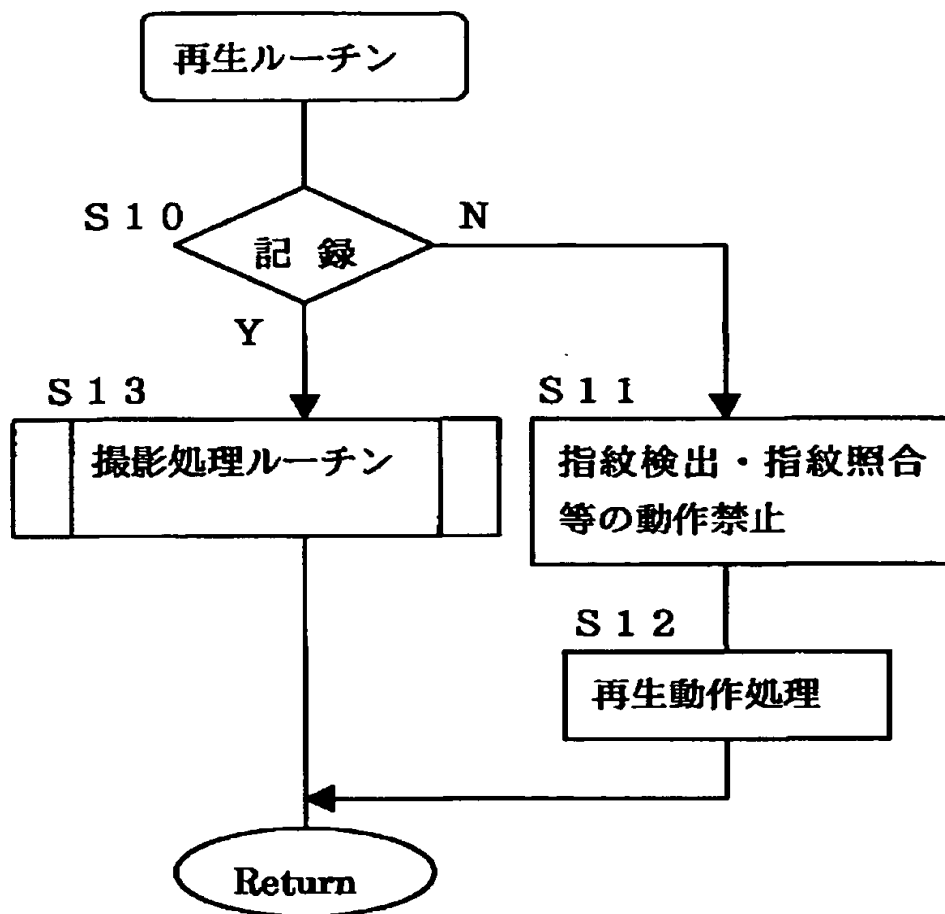 再生ルーチン
S10
記 録
N
Y
S13
撮影処理ルーチン
S11
指紋検出・指紋照合
等の動作禁止
S12
再生動作処理
Return